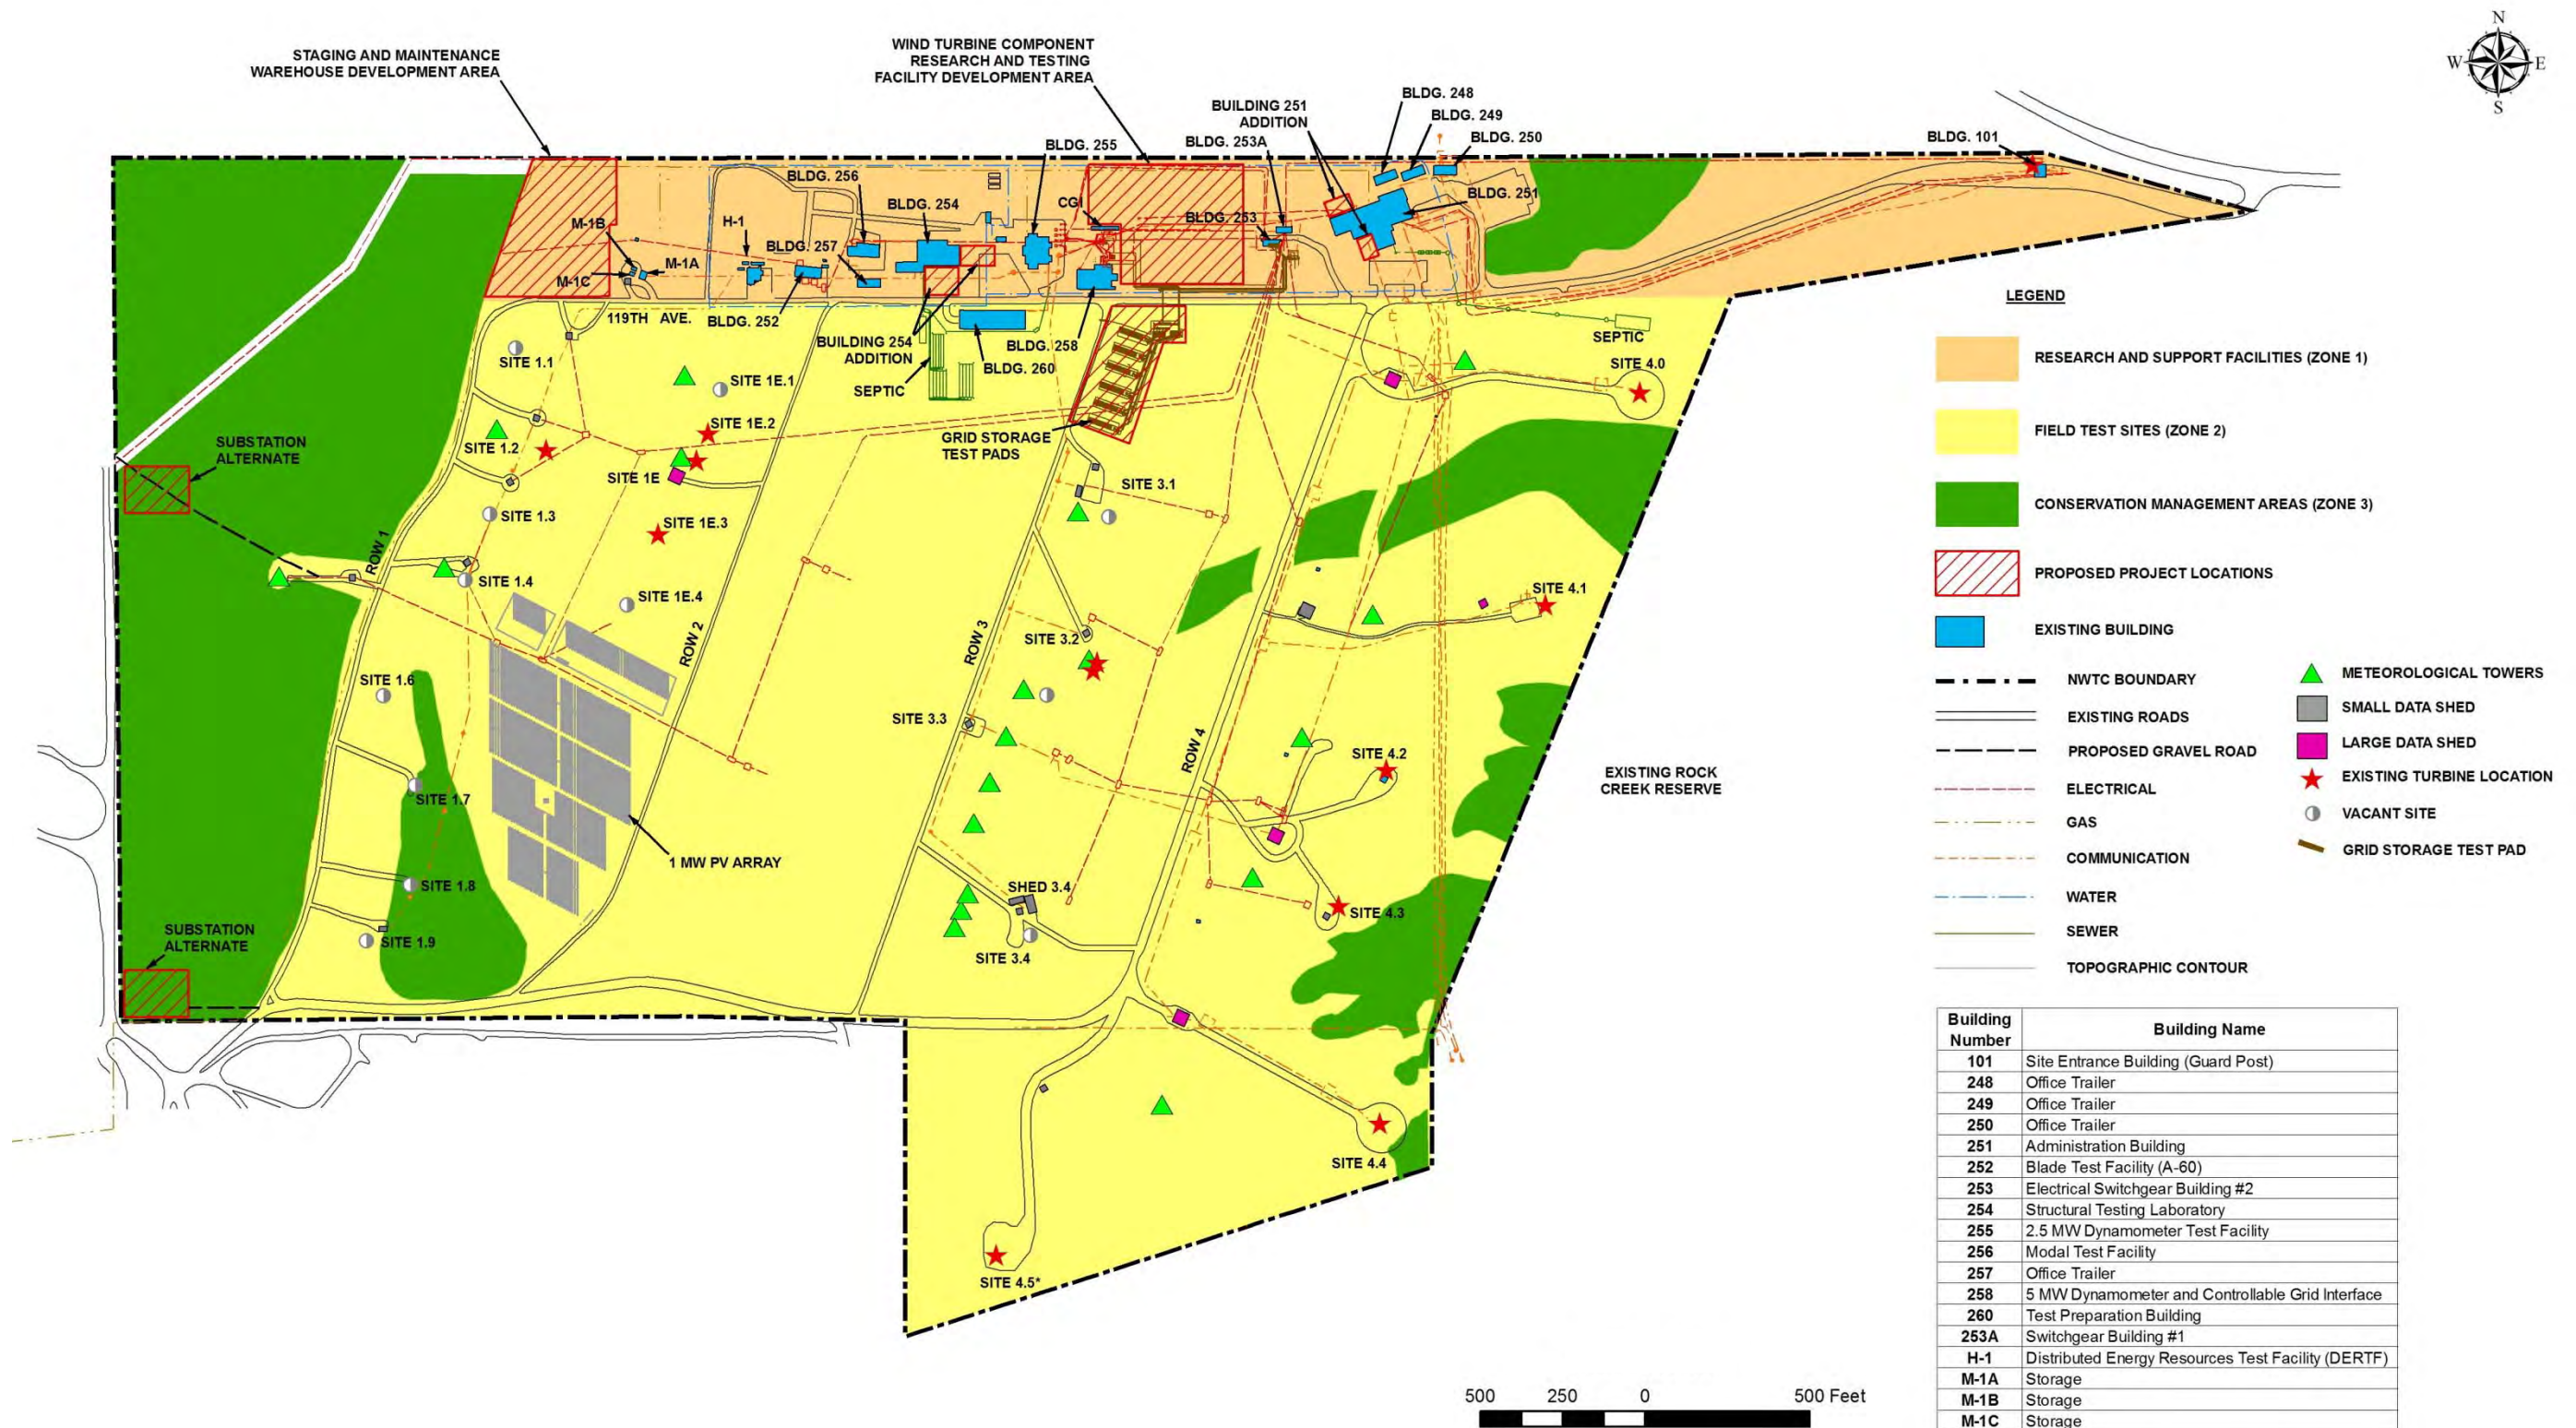 N
W E
S
STAGING AND MAINTENANCE
WAREHOUSE DEVELOPMENT AREA
WIND TURBINE COMPONENT
RESEARCH AND TESTING
FACILITY DEVELOPMENT AREA
BUILDING 251
ADDITION
BLDG. 248
BLDG. 249
BLDG. 250
BLDG. 101
BLDG. 255
BLDG. 253A
BLDG. 256
BLDG. 254
CGI
BLDG. 253
BLDG. 251
M-1B
H-1
BLDG. 257
M-1A
M-1C
119TH AVE.
BLDG. 252
BUILDING 254
ADDITION
BLDG. 258
BLDG. 260
SEPTIC
SEPTIC
SITE 4.0
SITE 1.1
SITE 1E.1
SITE 1E.2
SITE 1.2
SITE 1E
GRID STORAGE
TEST PADS
SUBSTATION
ALTERNATE
SITE 1.3
SITE 1E.3
SITE 3.1
ROW 1
SITE 1.4
SITE 1E.4
SITE 4.1
ROW 2
ROW 3
SITE 3.2
SITE 1.6
SITE 3.3
ROW 4
SITE 4.2
SITE 1.7
EXISTING ROCK
CREEK RESERVE
1 MW PV ARRAY
SITE 1.8
SHED 3.4
SITE 4.3
SITE 1.9
SITE 3.4
SUBSTATION
ALTERNATE
SITE 4.4
SITE 4.5*
LEGEND
RESEARCH AND SUPPORT FACILITIES (ZONE 1)
FIELD TEST SITES (ZONE 2)
CONSERVATION MANAGEMENT AREAS (ZONE 3)
PROPOSED PROJECT LOCATIONS
EXISTING BUILDING
NWTC BOUNDARY
EXISTING ROADS
PROPOSED GRAVEL ROAD
ELECTRICAL
GAS
COMMUNICATION
WATER
SEWER
TOPOGRAPHIC CONTOUR
METEOROLOGICAL TOWERS
SMALL DATA SHED
LARGE DATA SHED
EXISTING TURBINE LOCATION
VACANT SITE
GRID STORAGE TEST PAD
Building
Number Building Name
101 Site Entrance Building (Guard Post)
248 Office Trailer
249 Office Trailer
250 Office Trailer
251 Administration Building
252 Blade Test Facility (A-60)
253 Electrical Switchgear Building #2
254 Structural Testing Laboratory
255 2.5 MW Dynamometer Test Facility
256 Modal Test Facility
257 Office Trailer
258 5 MW Dynamometer and Controllable Grid Interface
260 Test Preparation Building
253A Switchgear Building #1
H-1 Distributed Energy Resources Test Facility (DERTF)
M-1A Storage
M-1B Storage
M-1C Storage
500 250 0 500 Feet